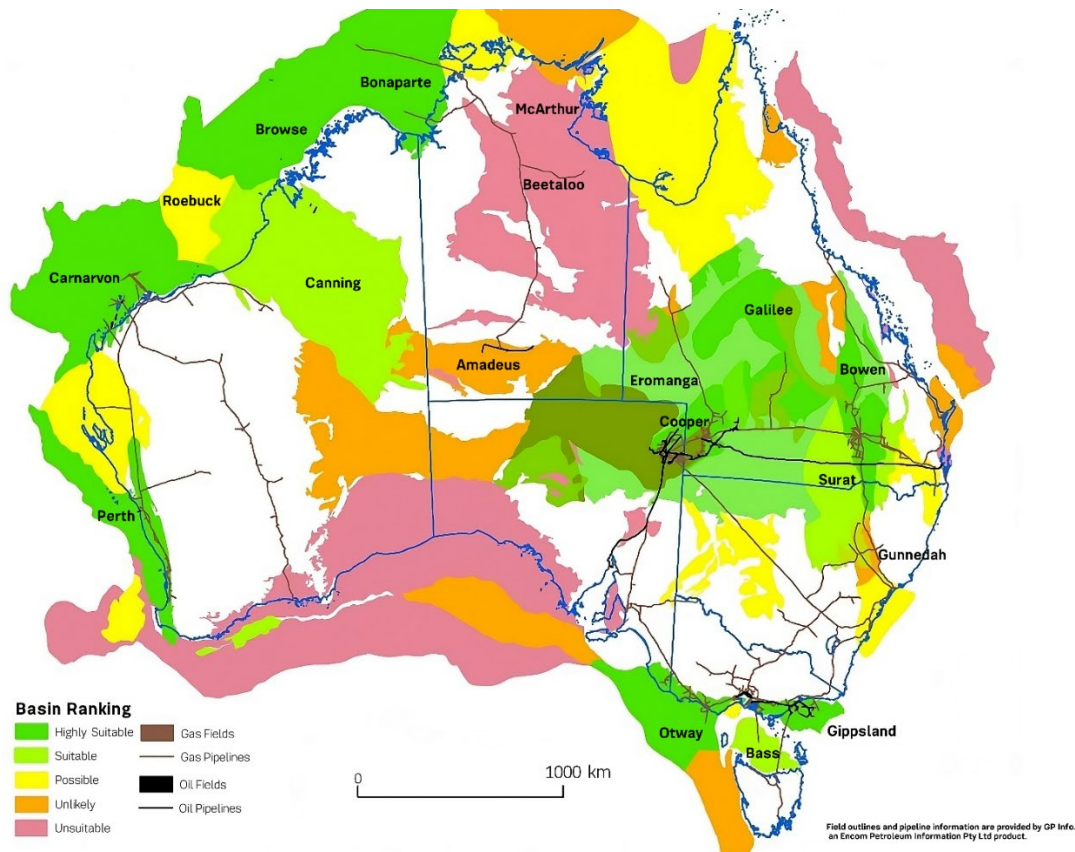 Bonaparte
McArthur
Browse
Beetaloo
Roebuck
Carnarvon
Canning
Galilee
Amadeus
Bowen
Eromanga
Cooper
Surat
Perth
Gunnedah
Basin Ranking
Highly Suitable
Suitable
Possible
Unlikely
Unsuitable
Gas Fields
Gas Pipelines
Oil Fields
Oil Pipelines
0 1000 km
Otway
Gippsland
Bass
Field outlines and pipeline information are provided by GP Info,
an Encom Petroleum Information Pty Ltd product.